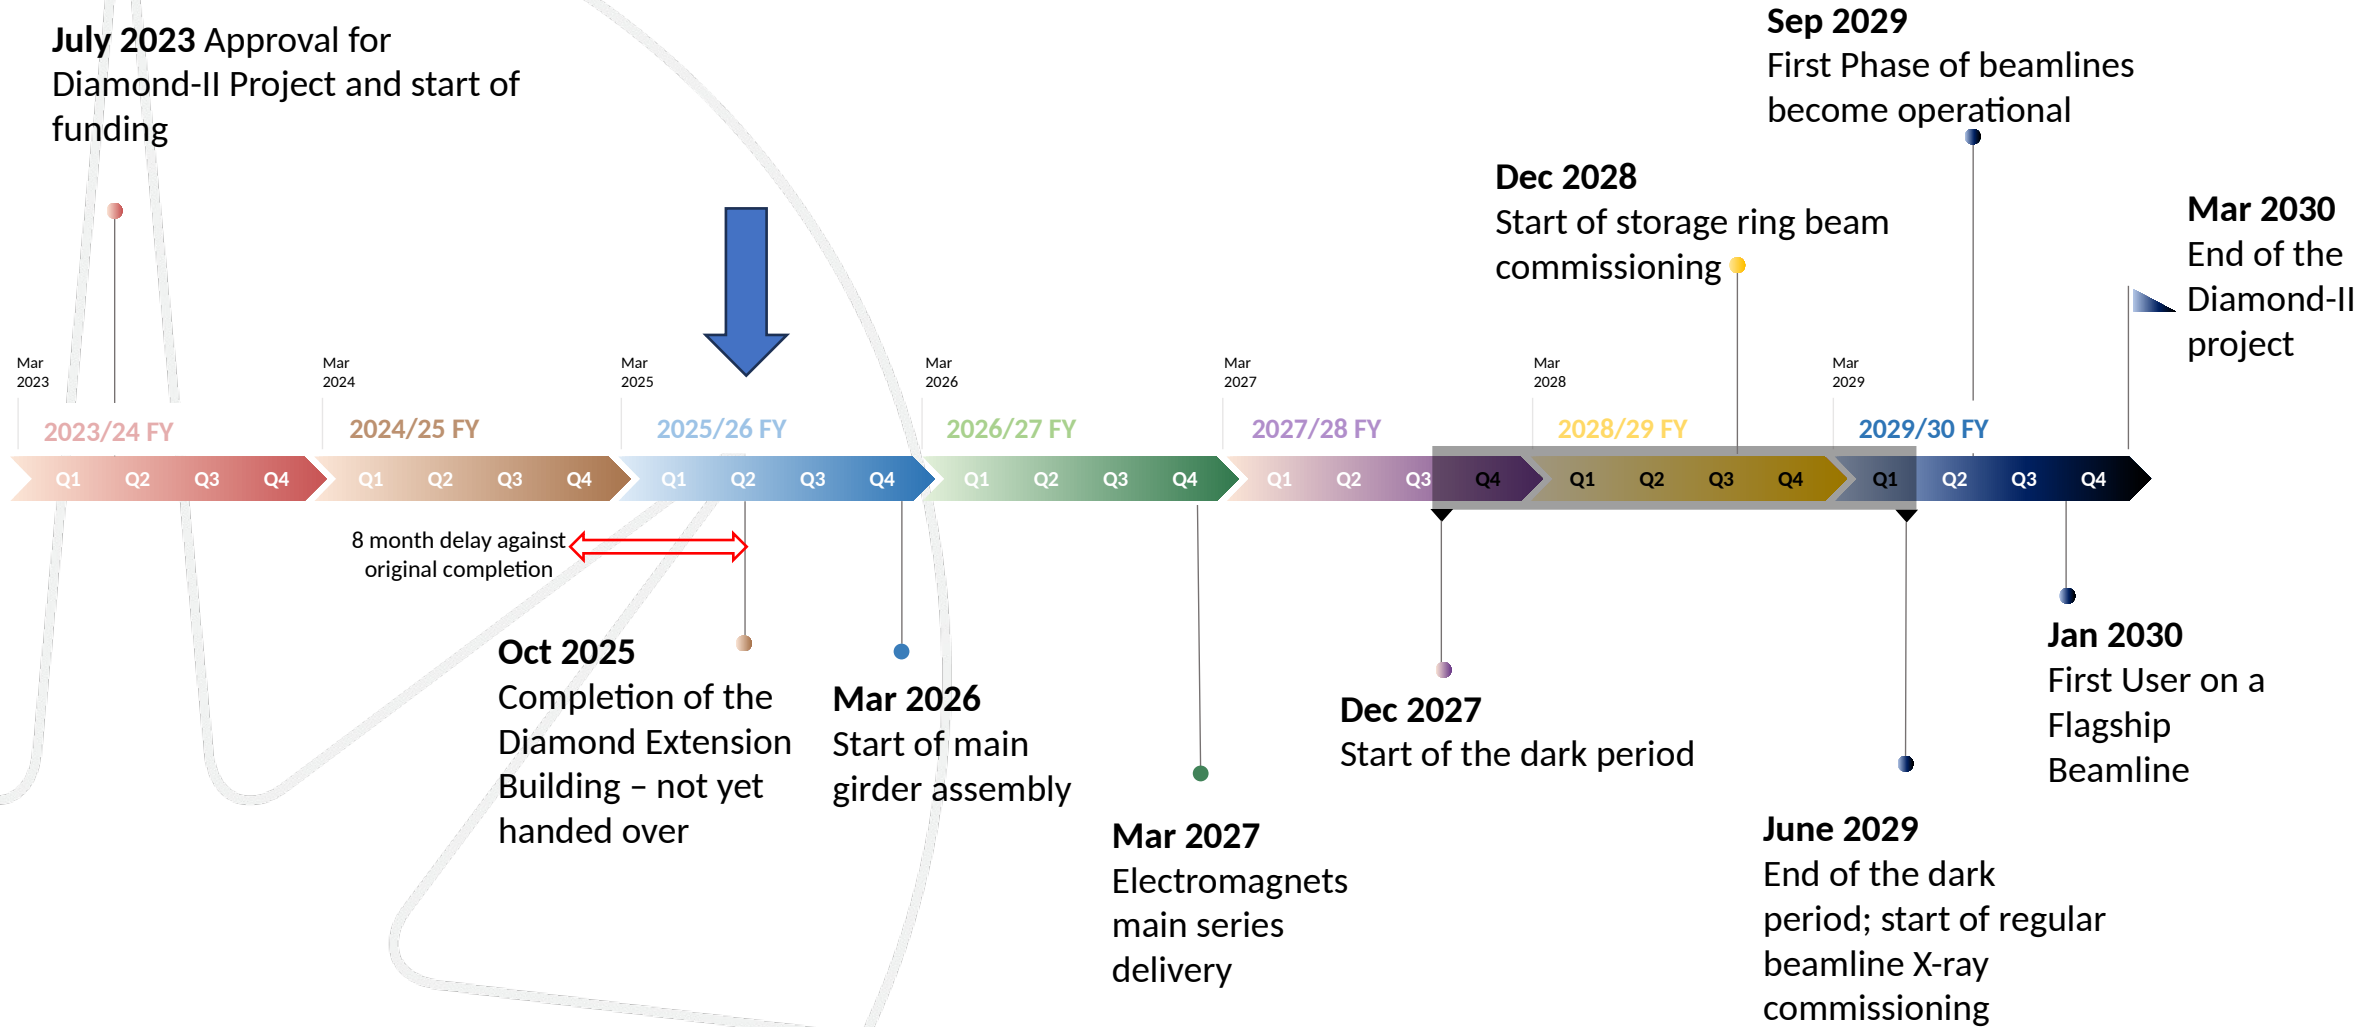 July 2023 Approval for
Diamond-II Project and start of
funding
Sep 2029
First Phase of beamlines
become operational
Dec 2028
Start of storage ring beam
commissioning
Mar 2030
End of the
Diamond-II
project
Mar
2023
Mar
2024
Mar
2025
Mar
2026
Mar
2027
Mar
2028
Mar
2029
2023/24 FY
2024/25 FY
2025/26 FY
2026/27 FY
2027/28 FY
2028/29 FY
2029/30 FY
Q1 Q2 Q3 Q4
Q1 Q2 Q3 Q4
Q1 Q2 Q3 Q4
Q1 Q2 Q3 Q4
Q1 Q2 Q3 Q4
Q1 Q2 Q3 Q4
Q1 Q2 Q3 Q4
8 month delay against
original completion
Oct 2025
Completion of the
Diamond Extension
Building – not yet
handed over
Mar 2026
Start of main
girder assembly
Mar 2027
Electromagnets
main series
delivery
Dec 2027
Start of the dark period
June 2029
End of the dark
period; start of regular
beamline X-ray
commissioning
Jan 2030
First User on a
Flagship
Beamline